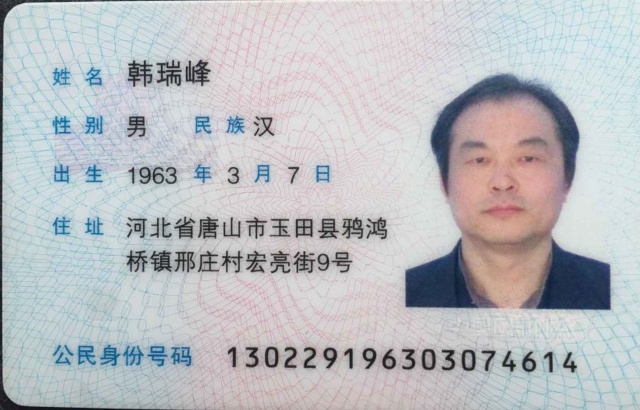 姓名 韩瑞峰
性别 男 民族 汉
出生 1963 年 3 月 7 日
住址 河北省唐山市玉田县鸦鸿
桥镇邢庄村宏亮街9号
公民身份号码 130229196303074614
CHINA